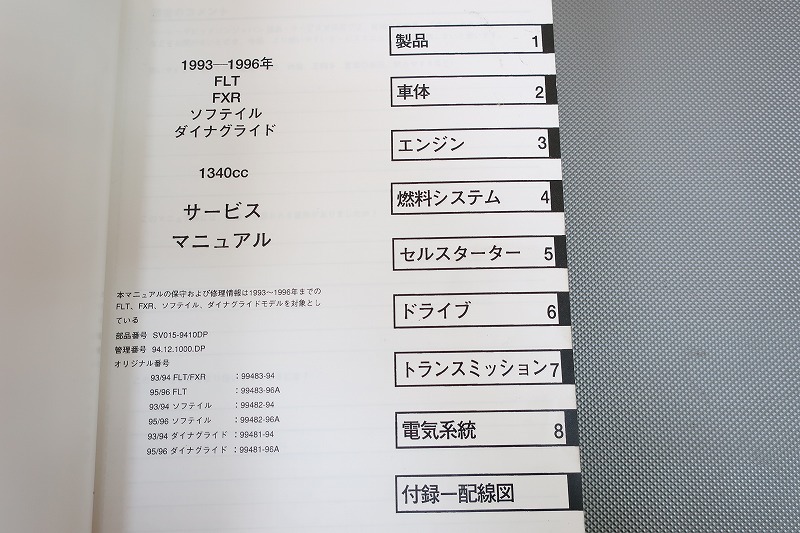 1993—1996年
FLT
FXR
ソフテイル
ダイナグライド
1340cc
サービス
マニュアル
本マニュアルの保守および修理情報は1993〜1996年までの
FLT、FXR、ソフテイル、ダイナグライドモデルを対象とし
ている
部品番号 SV015-9410DP
管理番号 94.12.1000.DP
オリジナル番号
93/94 FLT/FXR ：99483-94
95/96 FLT ：99483-96A
93/94 ソフテイル ：99482-94
95/96 ソフテイル ：99482-96A
93/94 ダイナグライド ：99481-94
95/96 ダイナグライド ：99481-96A
製品 1
車体 2
エンジン 3
燃料システム 4
セルスターター 5
ドライブ 6
トランスミッション 7
電気系統 8
付録ー配線図